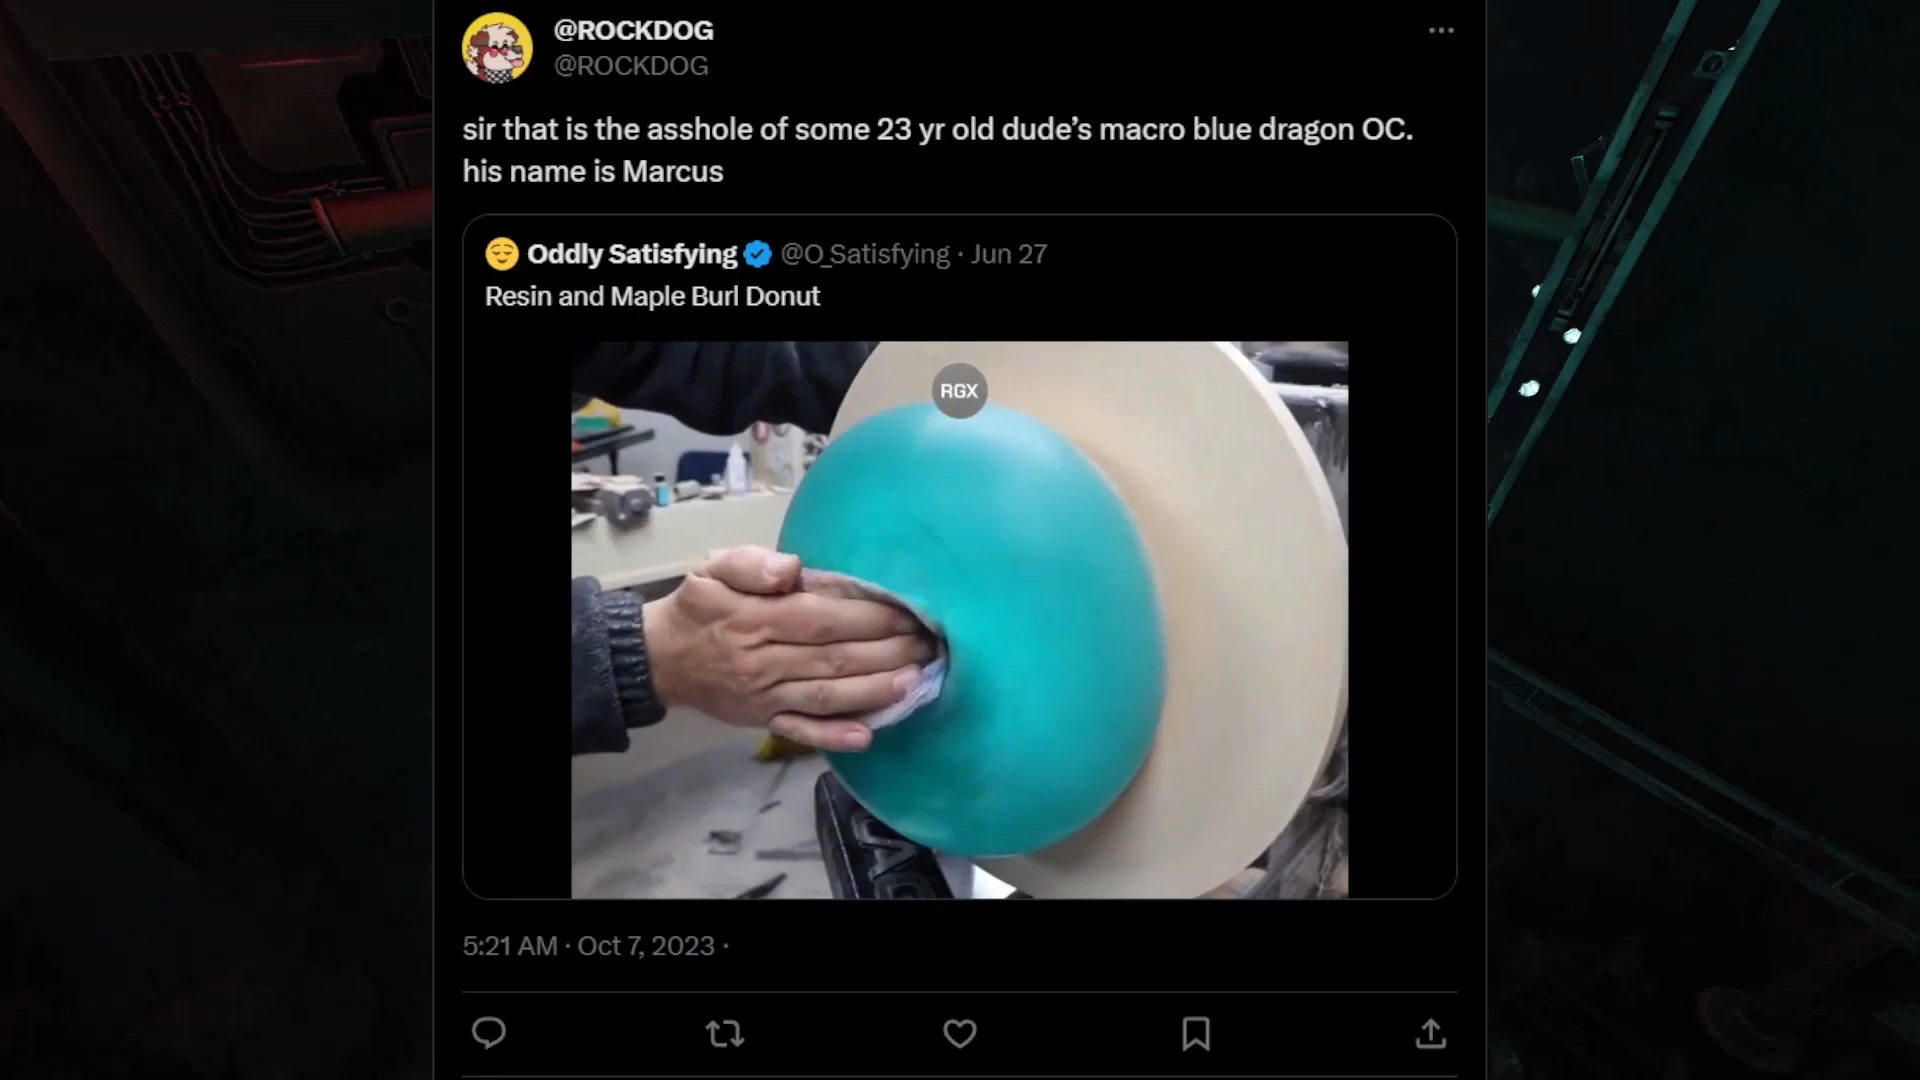 @ROCKDOG
@ROCKDOG
sir that is the asshole of some 23 yr old dude’s macro blue dragon OC.
his name is Marcus
Oddly Satisfying @O_Satisfying · Jun 27
Resin and Maple Burl Donut
RGX
5:21 AM · Oct 7, 2023 ·